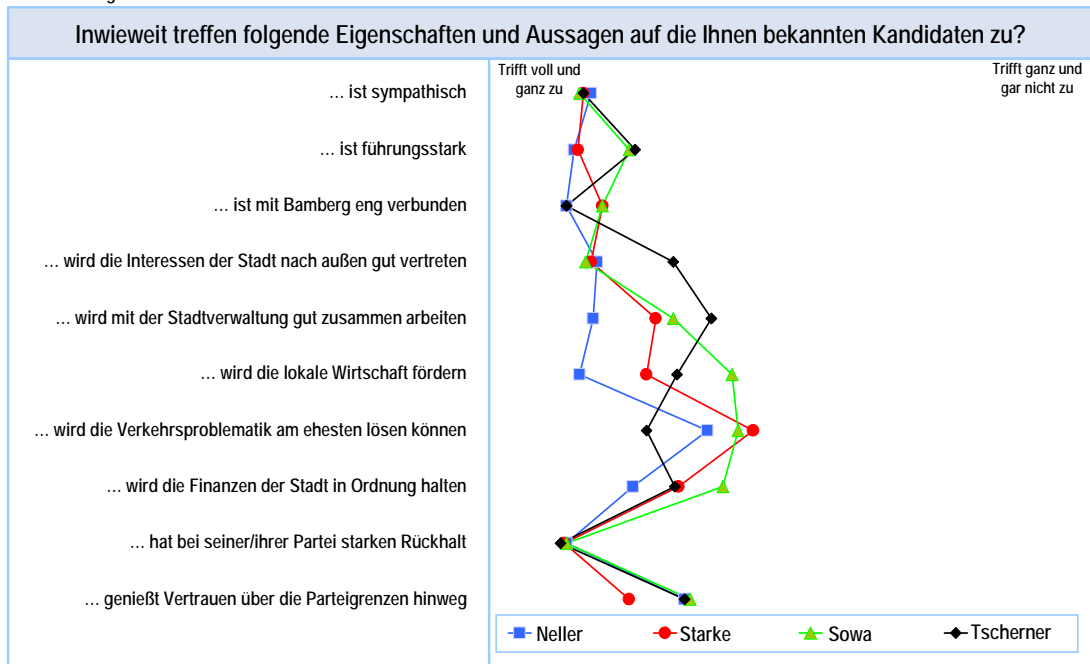 Inwieweit treffen folgende Eigenschaften und Aussagen auf die Ihnen bekannten Kandidaten zu?
Trifft voll und
ganz zu
Trifft ganz und
gar nicht zu
... ist sympathisch
... ist führungsstark
... ist mit Bamberg eng verbunden
... wird die Interessen der Stadt nach außen gut vertreten
... wird mit der Stadtverwaltung gut zusammen arbeiten
... wird die lokale Wirtschaft fördern
... wird die Verkehrsproblematik am ehesten lösen können
... wird die Finanzen der Stadt in Ordnung halten
... hat bei seiner/ihrer Partei starken Rückhalt
... genießt Vertrauen über die Parteigrenzen hinweg
Neller
Starke
Sowa
Tscherner